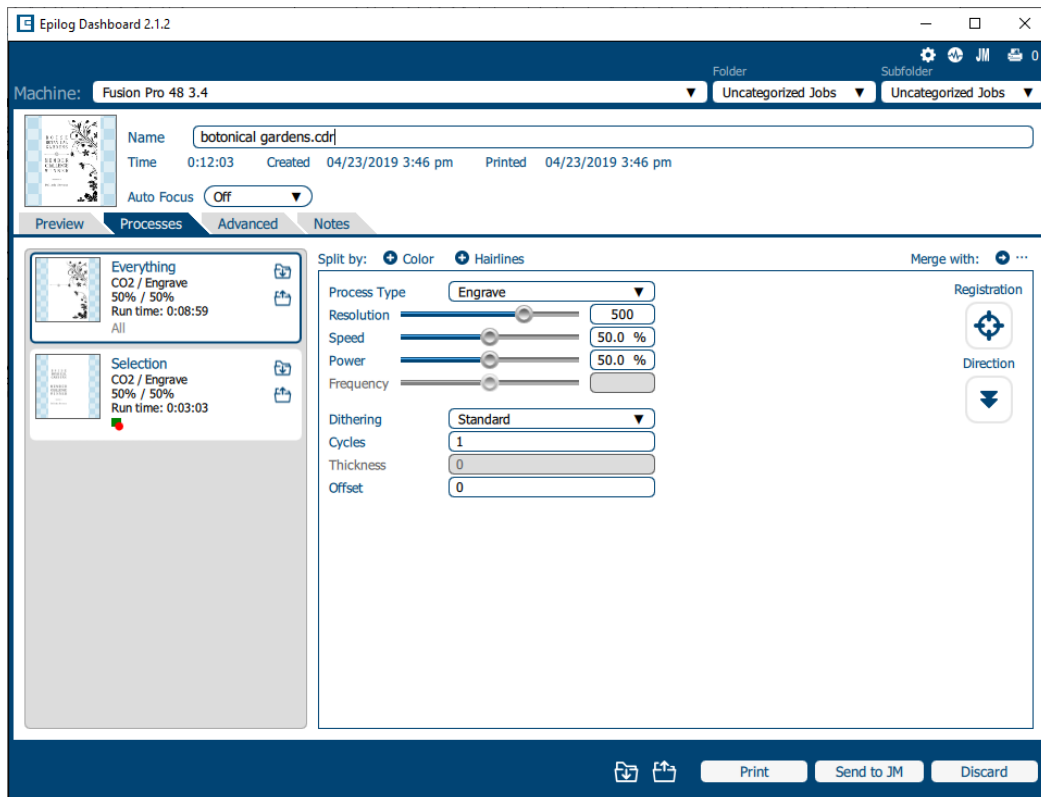 Epilog Dashboard 2.1.2
JM 0
Folder Subfolder
Machine: Fusion Pro 48 3.4 Uncategorized Jobs Uncategorized Jobs
Name botonical gardens.cdr
Time 0:12:03 Created 04/23/2019 3:46 pm Printed 04/23/2019 3:46 pm
Auto Focus Off
Preview Processes Advanced Notes
Everything
CO2 / Engrave
50% / 50%
Run time: 0:08:59
All
Selection
CO2 / Engrave
50% / 50%
Run time: 0:03:03
Split by: Color Hairlines Merge with: ...
Process Type Engrave
Resolution 500
Speed 50.0 %
Power 50.0 %
Frequency
Dithering Standard
Cycles 1
Thickness 0
Offset 0
Registration
Direction
Print Send to JM Discard